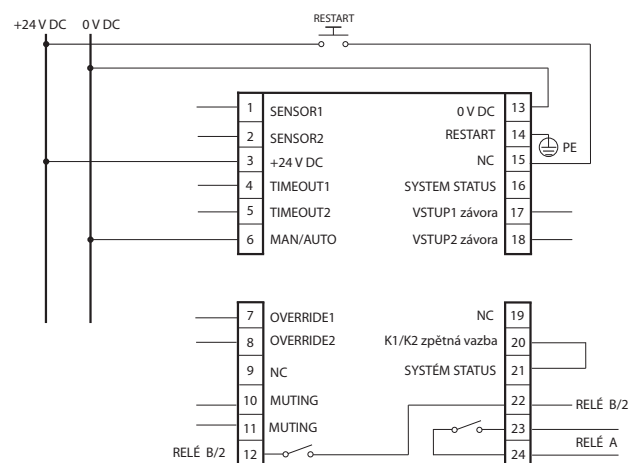 RESTART
+24 V DC 0 V DC
1 SENSOR1 0 V DC 13
2 SENSOR2 RESTART 14
PE
3 +24 V DC NC 15
4 TIMEOUT1 SYSTEM STATUS 16
5 TIMEOUT2 VSTUP1 závora 17
6 MAN/AUTO VSTUP2 závora 18
7 OVERRIDE1 NC 19
8 OVERRIDE2 K1/K2 zpětná vazba 20
9 NC SYSTÉM STATUS 21
10 MUTING 22 RELÉ B/2
11 MUTING 23
RELÉ A
RELÉ B/2 12 24